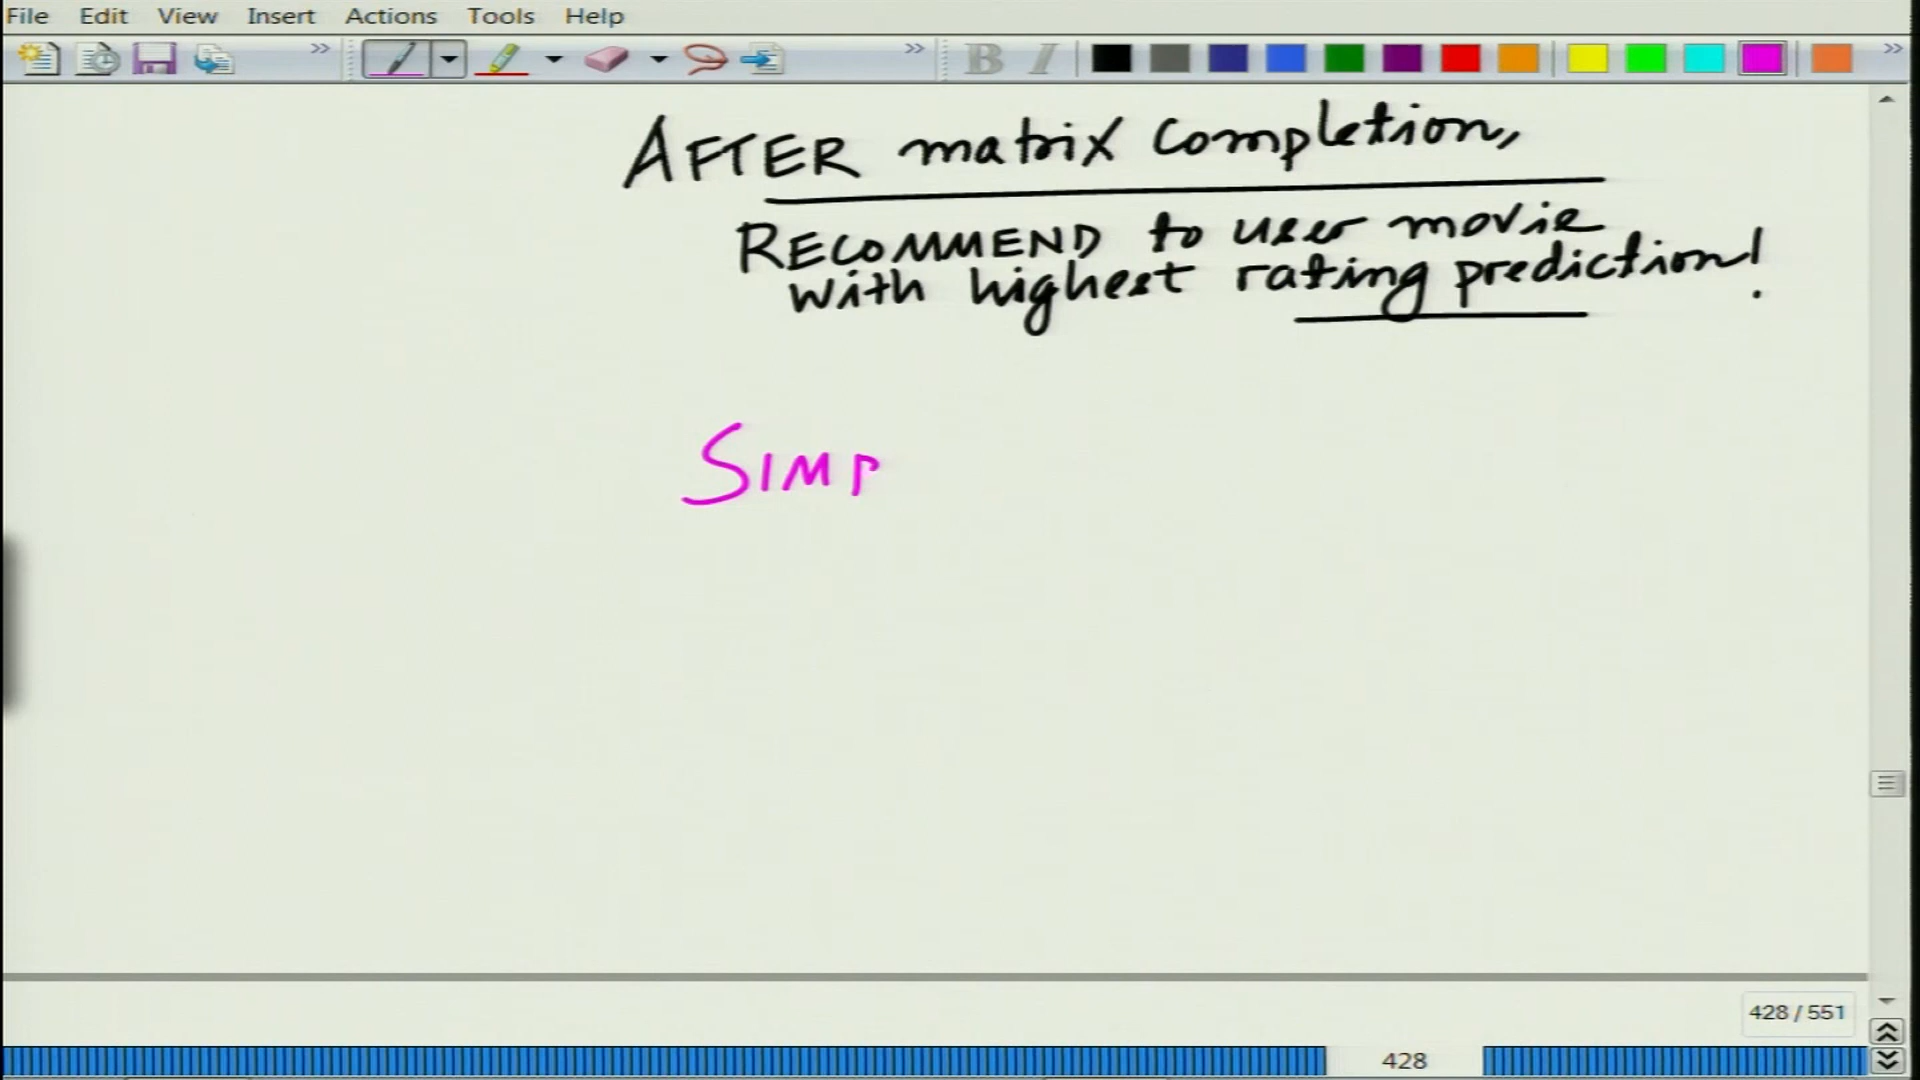 File Edit View Insert Actions Tools Help
B I
AFTER matrix completion,
RECOMMEND to user movie
with highest rating prediction!
SIMP
428 / 551
428